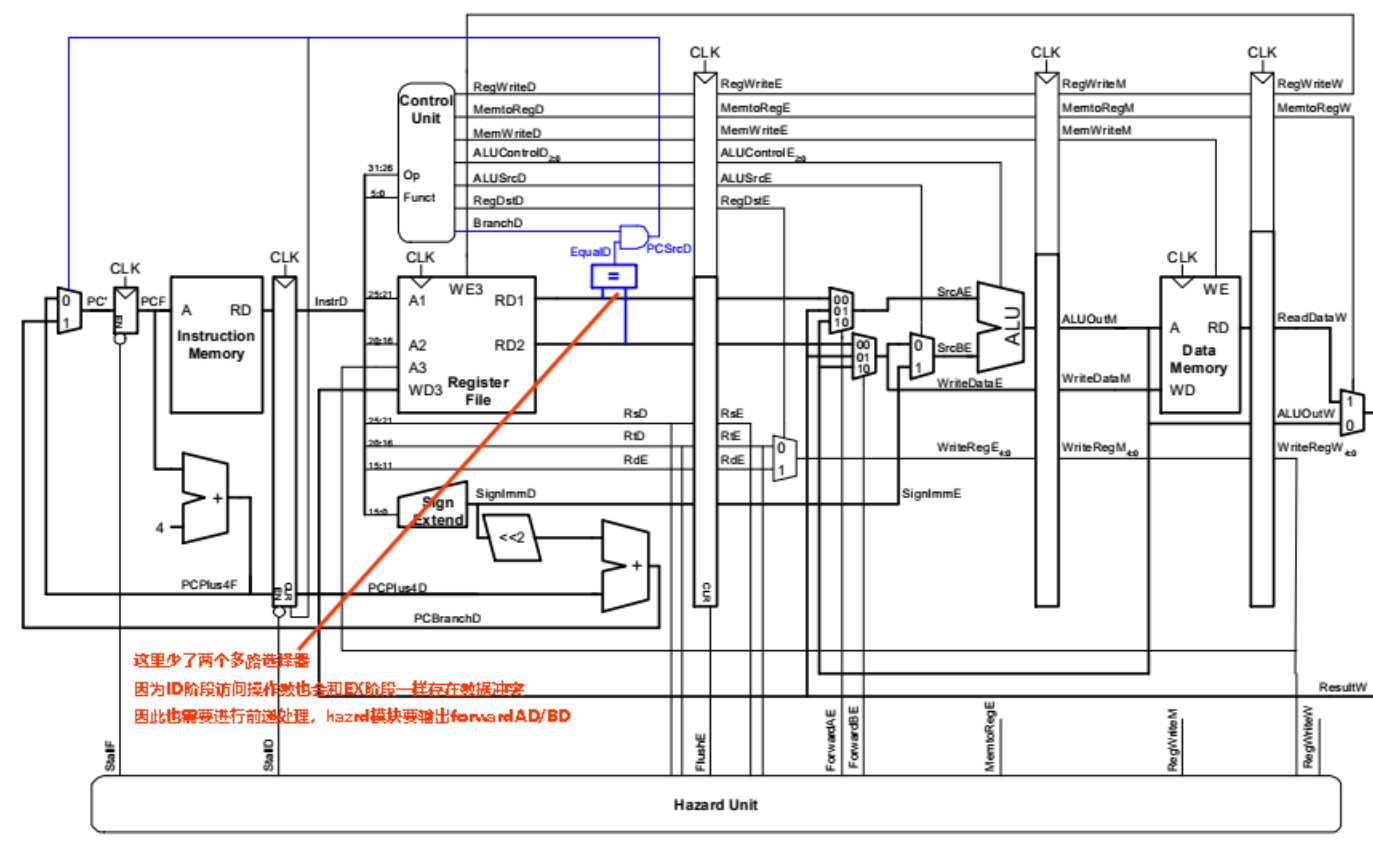 CLK
CLK
CLK
RegWriteD
RegWriteE
RegWriteM
RegWriteW
Control
Unit
MemtoRegD
MemtoRegE
MemtoRegM
MemtoRegW
MemWriteD
MemWriteE
MemWriteM
ALUControlD2:0
ALUControlE2:0
31:26
Op
ALUSrcD
ALUSrcE
5:0
Funct
RegDstD
RegDstE
BranchD
EqualD
PCSrcD
CLK
CLK
CLK
CLK
=
0
1
PC'
PCF
EN
A
RD
Instruction
Memory
InstrD
25:21
A1
WE3
RD1
20:16
A2
RD2
A3
WD3
Register
File
00
01
10
00
01
10
SrcAE
0
1
SrcBE
ALU
ALUOutM
WE
A
RD
Data
Memory
WD
ReadDataW
WriteDataE
WriteDataM
1
0
ALUOutW
25:21
RsD
RsE
20:16
RtD
RtE
15:11
RdE
RdE
0
1
WriteRegE4:0
WriteRegM4:0
WriteRegW4:0
15:0
Sign
Extend
SignImmD
SignImmE
<<2
+
4
+
PCPlus4F
EN
CLR
PCPlus4D
CLR
PCBranchD
这里少了两个多路选择器
因为ID阶段访问操作数也会和EX阶段一样存在数据冲突
因此也需要进行前递处理，hazrd模块要输出forwardAD/BD
ResultW
StallF
StallD
FlushE
ForwardAE
ForwardBE
MemtoRegE
RegWriteM
RegWriteW
Hazard Unit